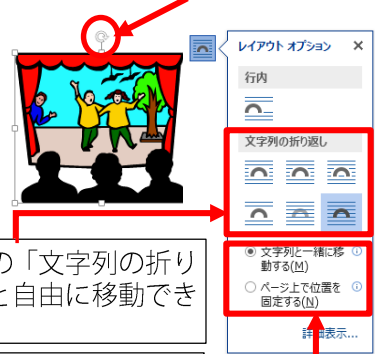 レイアウト オプション ×
行内
文字列の折り返し
の「文字列の折り
と自由に移動でき
文字列と一緒に移
動する(M)
ページ上で位置を
固定する(N)
詳細表示...